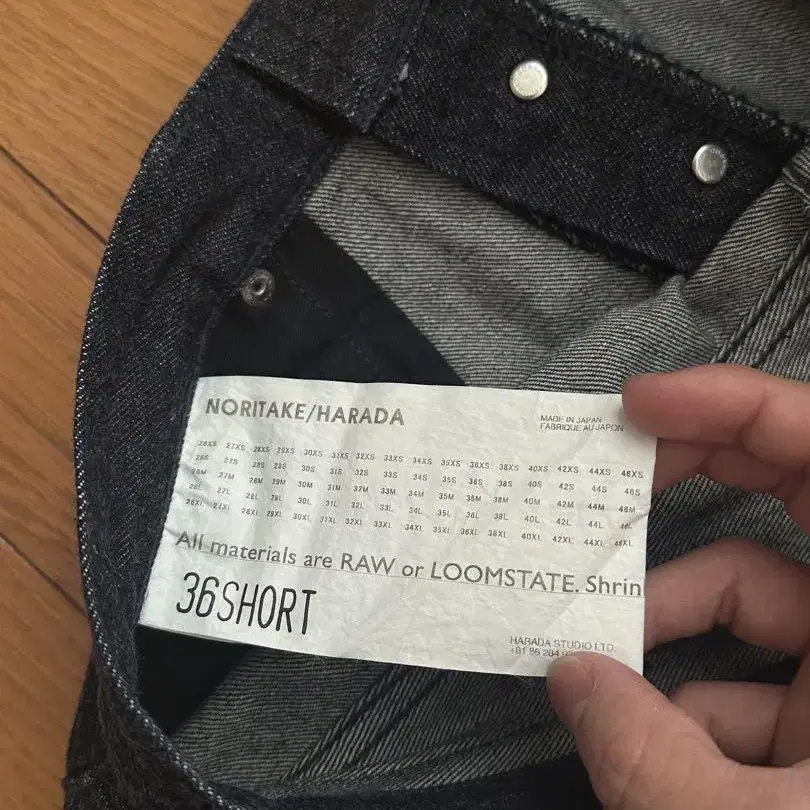 NORITAKE/HARADA
MADE IN JAPAN
FABRIQUE AU JAPON
26XS 27XS 28XS 29XS 30XS 31XS 32XS 33XS 34XS 35XS 36XS 38XS 40XS 42XS 44XS 46XS
26S 27S 28S 29S 30S 31S 32S 33S 34S 35S 36S 38S 40S 42S 44S 46S
26M 27M 28M 29M 30M 31M 32M 33M 34M 35M 36M 38M 40M 42M 44M 46M
26L 27L 28L 29L 30L 31L 32L 33L 34L 35L 36L 38L 40L 42L 44L 46L
26XL 27XL 28XL 29XL 30XL 31XL 32XL 33XL 34XL 35XL 36XL 38XL 40XL 42XL 44XL 46XL
All materials are RAW or LOOMSTATE. Shrin
36SHORT
HARADA STUDIO LTD.
+81 86 284